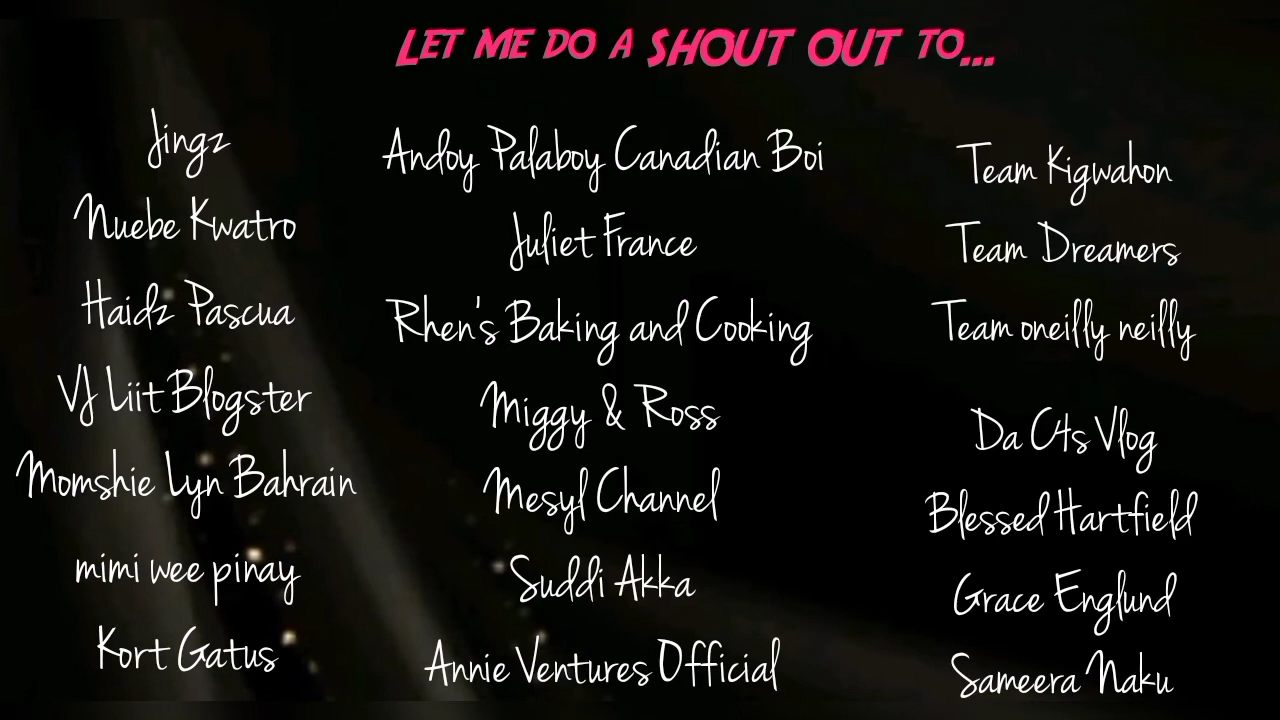 LET ME DO A SHOUT OUT TO...
Jingz
Nuebe Kwatro
Haidz Pascua
VJ Liit Blogster
Momshie Lyn Bahrain
mimi wee pinay
Kort Gatus
Andoy Palaboy Canadian Boi
Juliet France
Rhen's Baking and Cooking
Miggy & Ross
Mesyl Channel
Suddi Akka
Annie Ventures Official
Team Kigwahon
Team Dreamers
Team oneilly neilly
Da Cts Vlog
Blessed Hartfield
Grace Englund
Sameera Naku